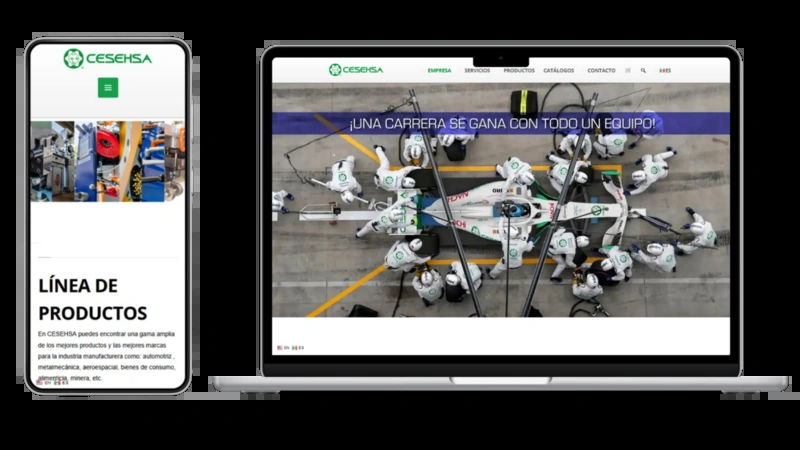 CESEHSA
LÍNEA DE
PRODUCTOS
En CESEHSA puedes encontrar una gama amplia
de los mejores productos y las mejores marcas
para la industria manufacturera como: automotriz ,
metalmecánica, aeroespacial, bienes de consumo,
alimenticia, minera, etc.
EN ES
CESEHSA
EMPRESA SERVICIOS PRODUCTOS CATÁLOGOS CONTACTO ES
¡UNA CARRERA SE GANA CON TODO UN EQUIPO!
EN ES